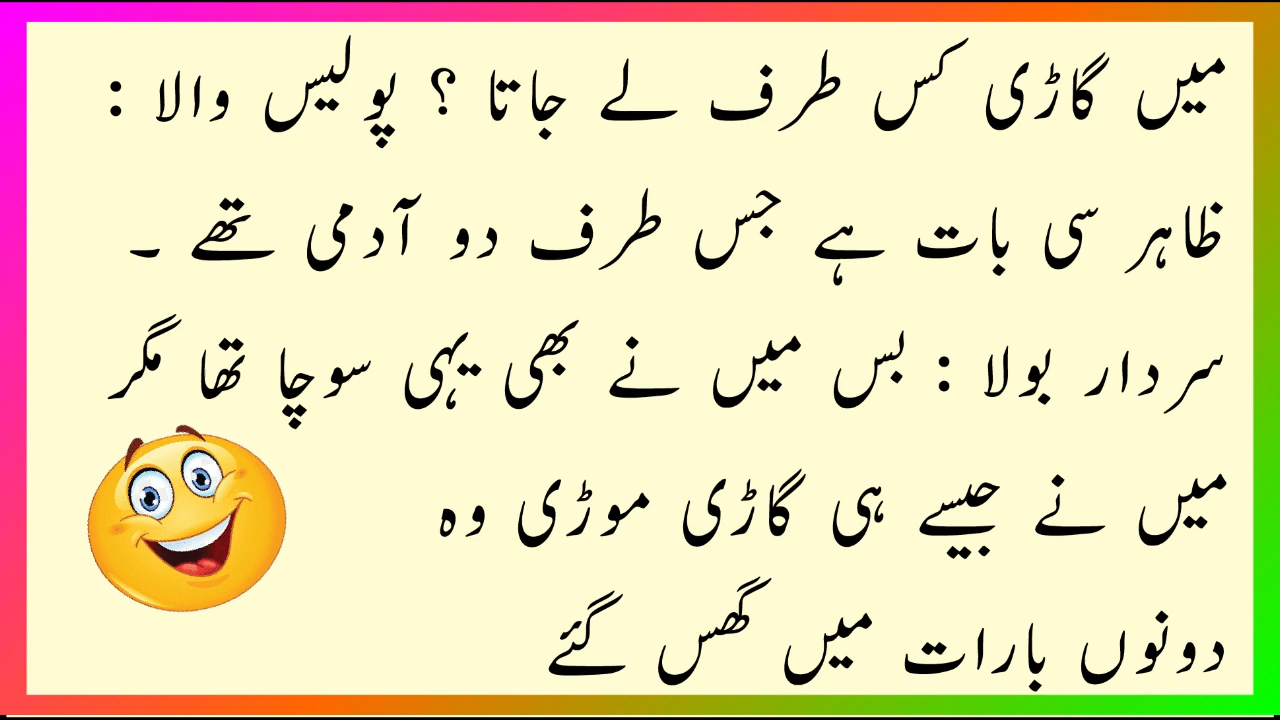 میں گاڑی کس طرف لے جاتا ؟ پولیس والا :
ظاہر سی بات ہے جس طرف دو آدمی تھے ۔
سردار بولا : بس میں نے بھی یہی سوچا تھا مگر
میں نے جیسے ہی گاڑی موڑی وہ
دونوں بارات میں گھس گئے